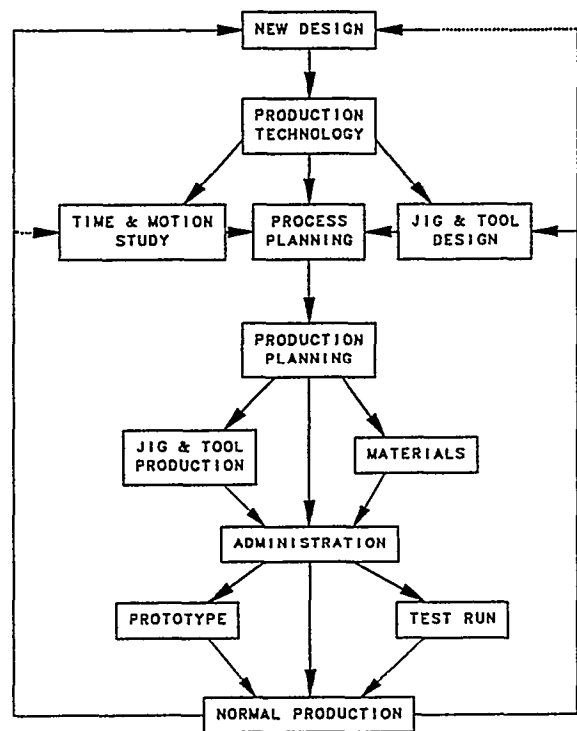 NEW DESIGN
PRODUCTION
TECHNOLOGY
TIME & MOTION
STUDY
PROCESS
PLANNING
JIG & TOOL
DESIGN
PRODUCTION
PLANNING
JIG & TOOL
PRODUCTION
MATERIALS
ADMINISTRATION
PROTOTYPE
TEST RUN
NORMAL PRODUCTION